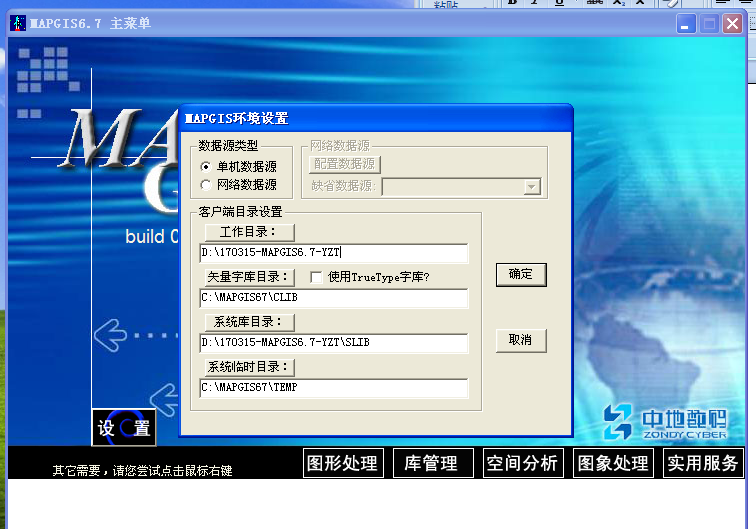 粘贴
MAPGIS6.7 主菜单
MA
G
build 0
MAPGIS环境设置
数据源类型
单机数据源
网络数据源
网络数据源
配置数据源
缺省数据源:
客户端目录设置
工作目录:
D:\170315-MAPGIS6.7-YZT
矢量字库目录:
使用TrueType字库?
C:\MAPGIS67\CLIB
系统库目录:
D:\170315-MAPGIS6.7-YZT\SLIB
系统临时目录:
C:\MAPGIS67\TEMP
确定
取消
设置
中地数码
ZONDY CYBER
其它需要,请您尝试点击鼠标右键
图形处理
库管理
空间分析
图象处理
实用服务